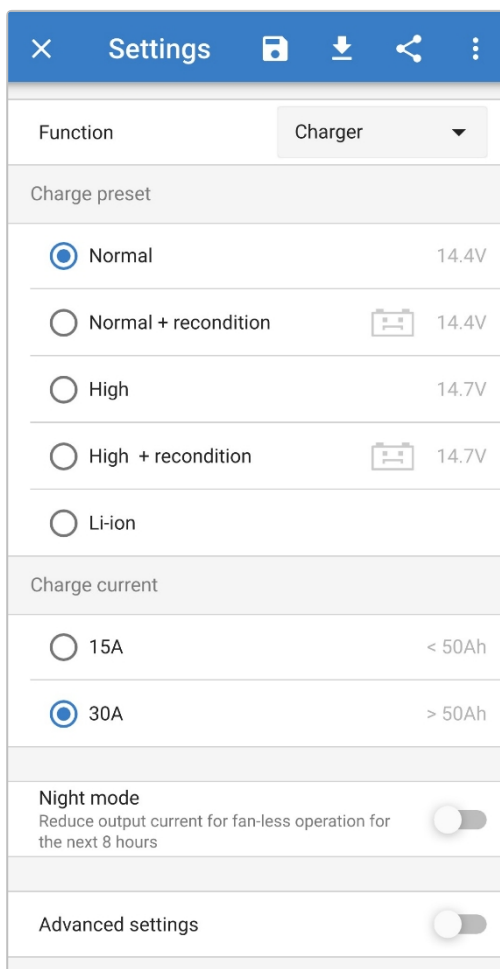 Settings
Function Charger
Charge preset
Normal 14.4V
Normal + recondition 14.4V
High 14.7V
High + recondition 14.7V
Li-ion
Charge current
15A < 50Ah
30A > 50Ah
Night mode
Reduce output current for fan-less operation for
the next 8 hours
Advanced settings